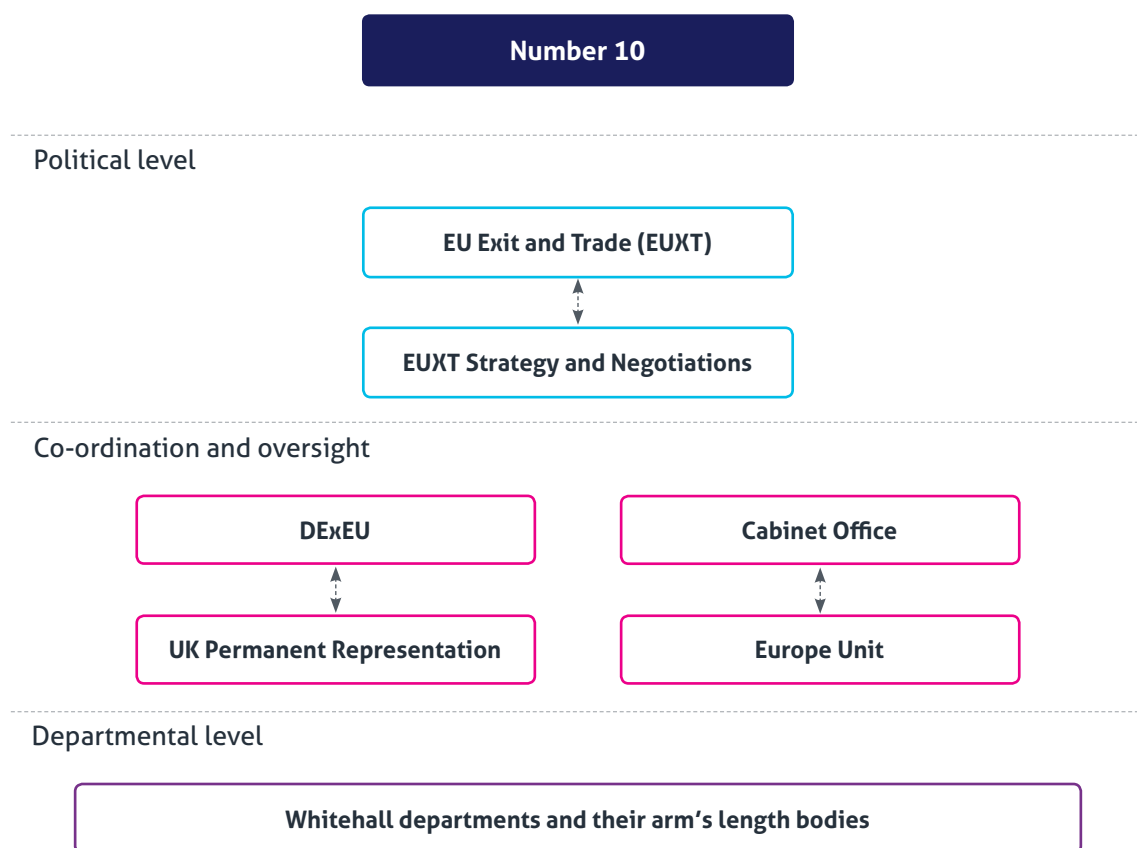 Number 10
Political level
EU Exit and Trade (EUXT)
EUXT Strategy and Negotiations
Co-ordination and oversight
DExEU
Cabinet Office
UK Permanent Representation
Europe Unit
Departmental level
Whitehall departments and their arm’s length bodies